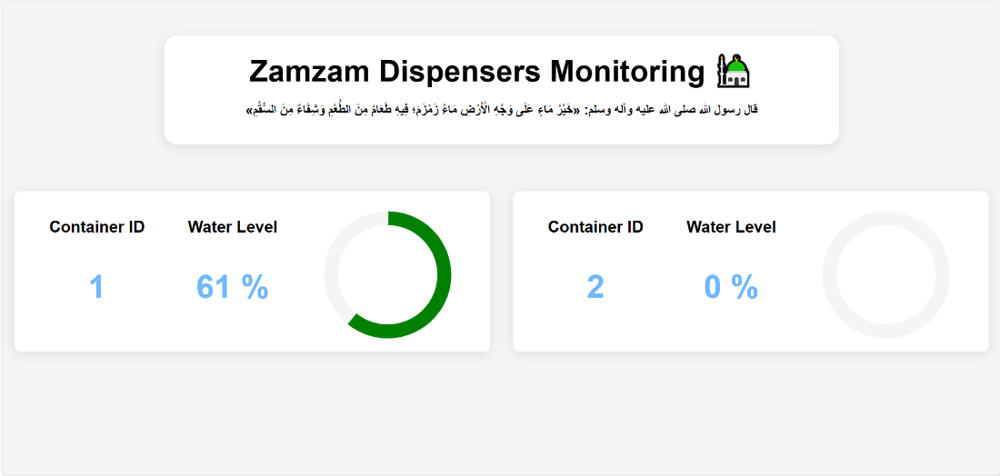 Zamzam Dispensers Monitoring
قال رسول الله صلى الله عليه وآله وسلم: «خَيْرُ مَاءٍ عَلَى وَجْهِ الْأَرْضِ مَاءُ زَمْزَمَ؛ فِيهِ طَعَامٌ مِنَ الطُّعْمِ وَشِفَاءٌ مِنَ السُّقْمِ»
Container ID
Water Level
1
61 %
Container ID
Water Level
2
0 %